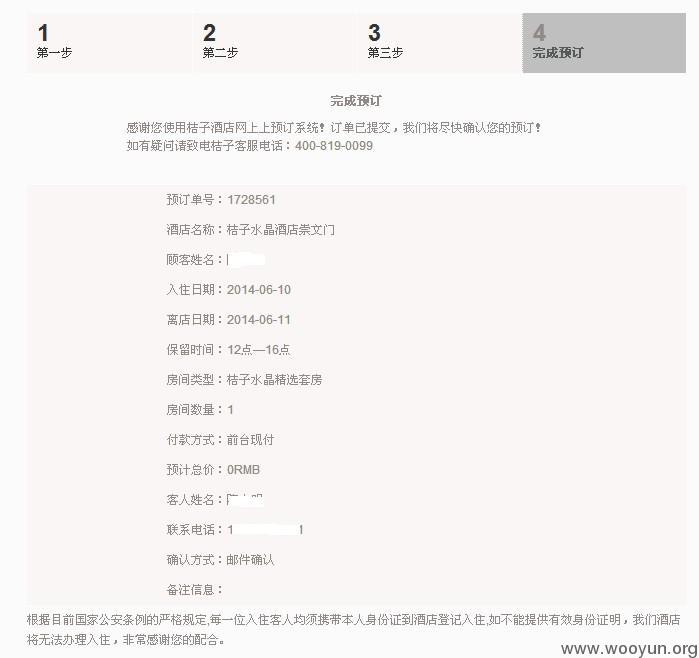 1
第一步
2
第二步
3
第三步
4
完成预订
完成预订
感谢您使用桔子酒店网上上预订系统！订单已提交，我们将尽快确认您的预订！
如有疑问请致电桔子客服电话：400-819-0099
预订单号：1728561
酒店名称：桔子水晶酒店崇文门
顾客姓名：
入住日期：2014-06-10
离店日期：2014-06-11
保留时间：12点—16点
房间类型：桔子水晶精选套房
房间数量：1
付款方式：前台现付
预计总价：0RMB
客人姓名：
联系电话：1 1
确认方式：邮件确认
备注信息：
根据目前国家公安条例的严格规定,每一位入住客人均须携带本人身份证到酒店登记入住,如不能提供有效身份证明，我们酒店
将无法办理入住，非常感谢您的配合。
www.wooyun.org